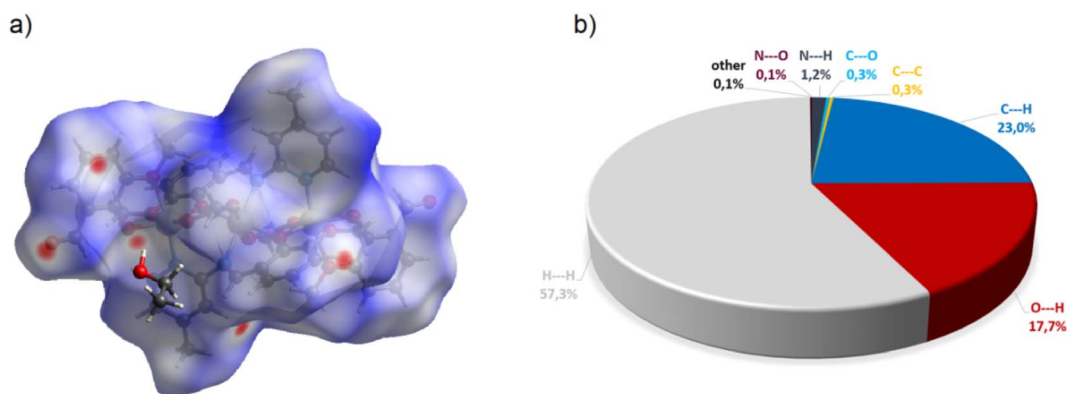 a)
b)
other
0,1%
N---O
0,1%
N---H
1,2%
C---O
0,3%
C---C
0,3%
C---H
23,0%
H---H
57,3%
O---H
17,7%